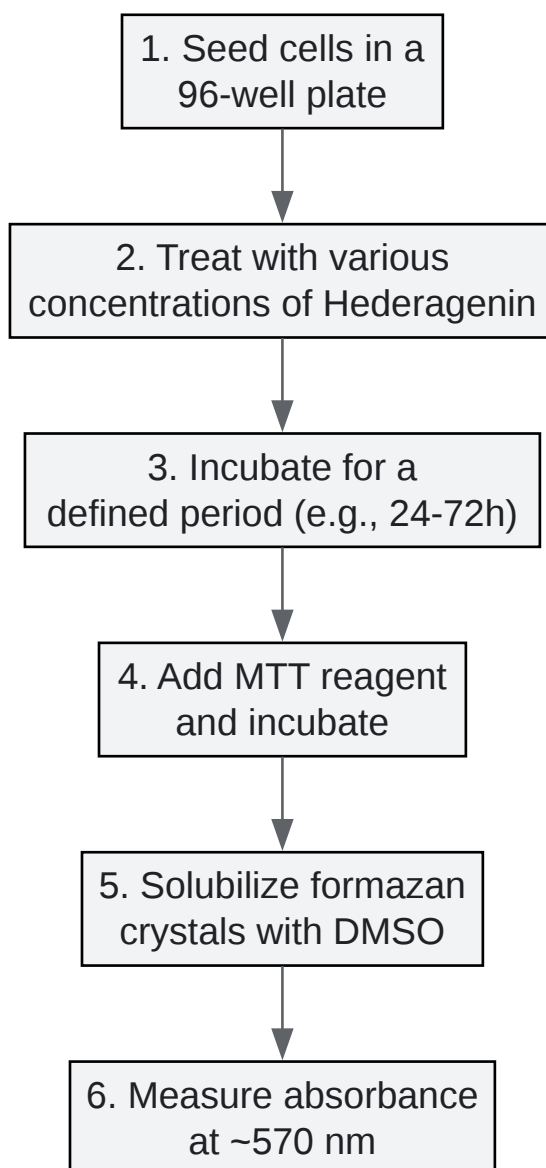 1. Seed cells in a
96-well plate
2. Treat with various
concentrations of Hederagenin
3. Incubate for a
defined period (e.g., 24-72h)
4. Add MTT reagent
and incubate
5. Solubilize formazan
crystals with DMSO
6. Measure absorbance
at ~570 nm